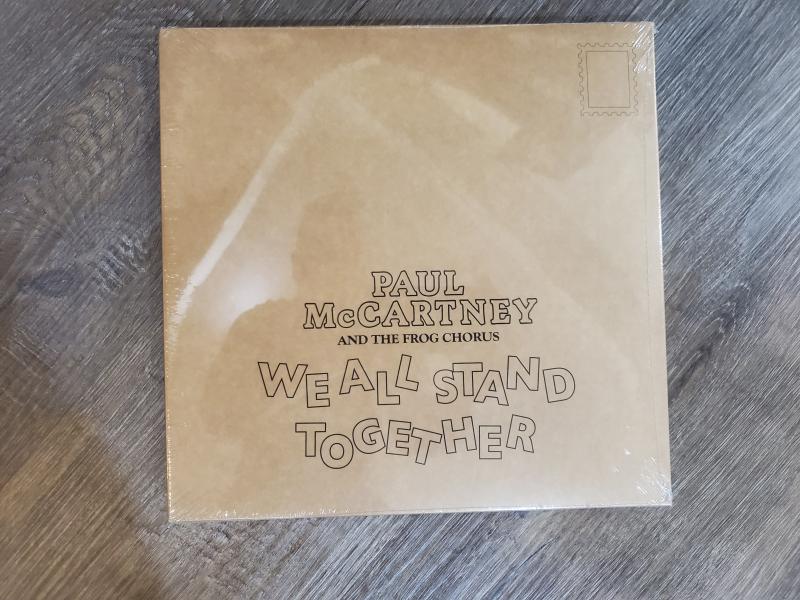 PAUL
McCARTNEY
AND THE FROG CHORUS
WE ALL STAND
TOGETHER